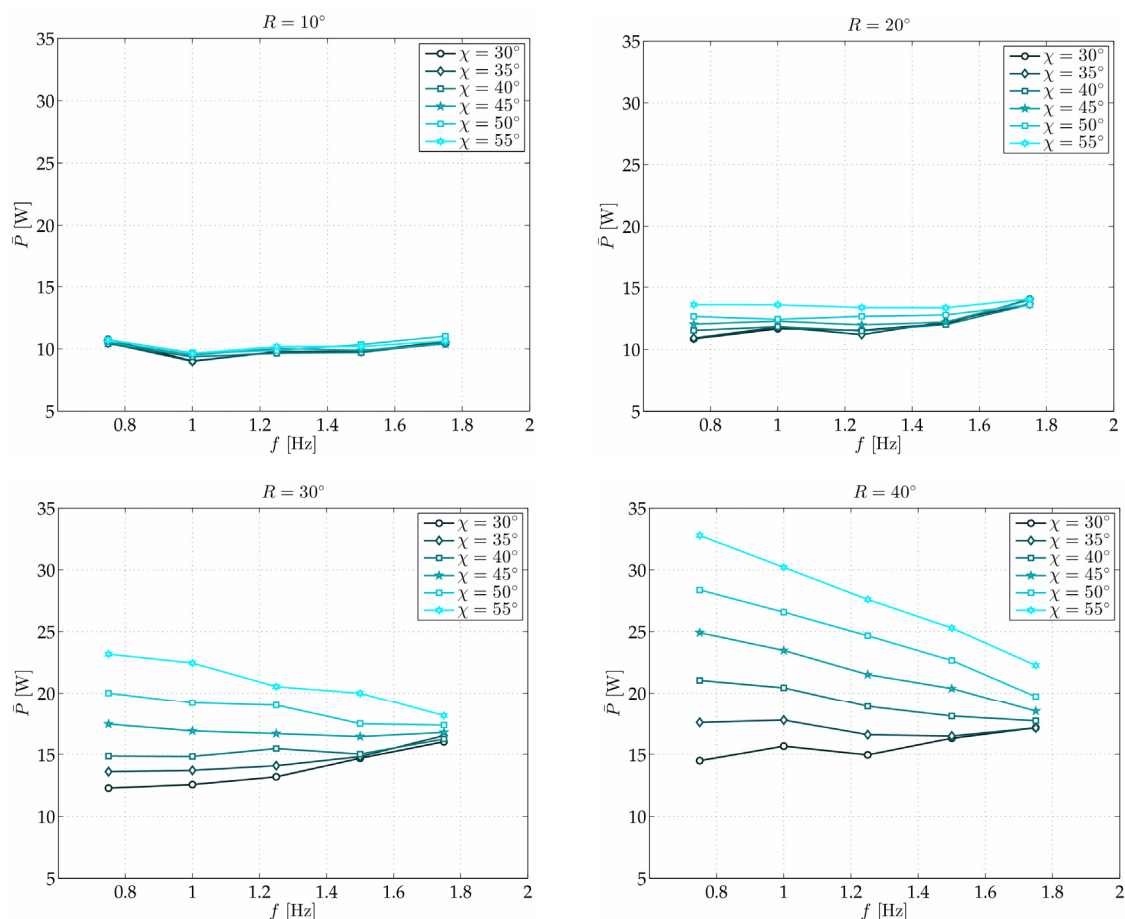 R = 10°
35
30
25
20
15
10
5
P̄ [W]
χ = 30°
χ = 35°
χ = 40°
χ = 45°
χ = 50°
χ = 55°
0.8 1 1.2 1.4 1.6 1.8 2
f [Hz]
R = 20°
35
30
25
20
15
10
5
P̄ [W]
χ = 30°
χ = 35°
χ = 40°
χ = 45°
χ = 50°
χ = 55°
0.8 1 1.2 1.4 1.6 1.8 2
f [Hz]
R = 30°
35
30
25
20
15
10
5
P̄ [W]
χ = 30°
χ = 35°
χ = 40°
χ = 45°
χ = 50°
χ = 55°
0.8 1 1.2 1.4 1.6 1.8 2
f [Hz]
R = 40°
35
30
25
20
15
10
5
P̄ [W]
χ = 30°
χ = 35°
χ = 40°
χ = 45°
χ = 50°
χ = 55°
0.8 1 1.2 1.4 1.6 1.8 2
f [Hz]